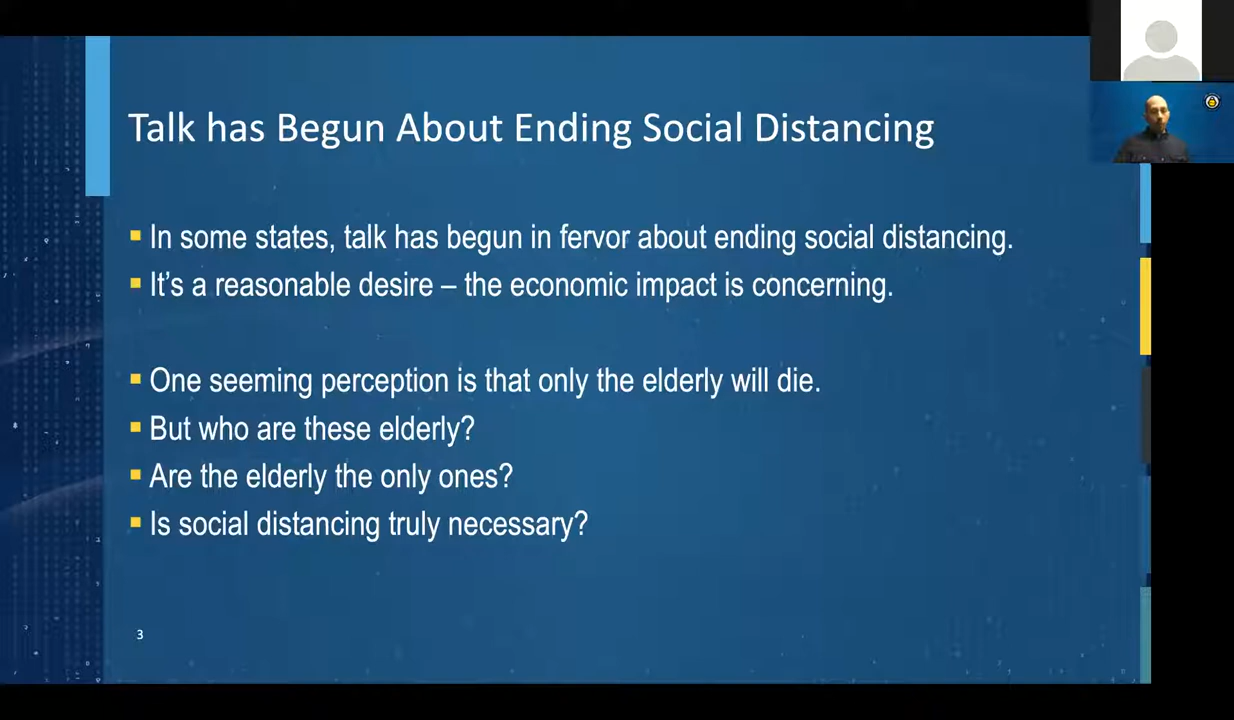 Talk has Begun About Ending Social Distancing
In some states, talk has begun in fervor about ending social distancing.
It's a reasonable desire – the economic impact is concerning.
One seeming perception is that only the elderly will die.
But who are these elderly?
Are the elderly the only ones?
Is social distancing truly necessary?
3